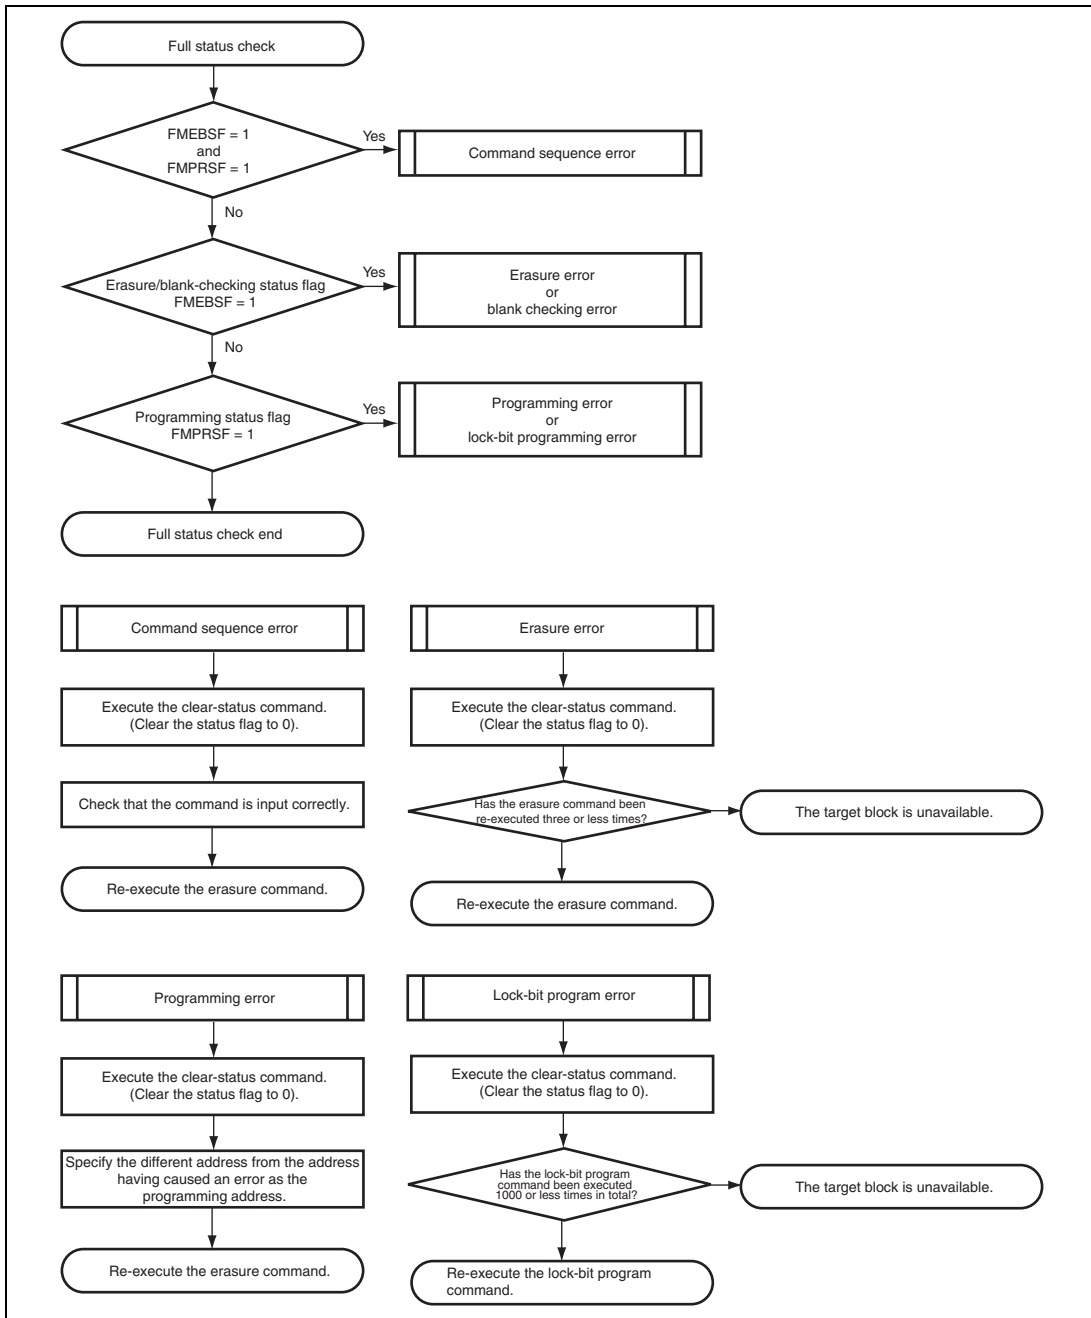 Full status check
FMEBSF = 1
and
FMPRSF = 1
Yes
Command sequence error
No
Erasure/blank-checking status flag
FMEBSF = 1
Yes
Erasure error
or
blank checking error
No
Programming status flag
FMPRSF = 1
Yes
Programming error
or
lock-bit programming error
Full status check end
Command sequence error
Execute the clear-status command.
(Clear the status flag to 0).
Check that the command is input correctly.
Re-execute the erasure command.
Erasure error
Execute the clear-status command.
(Clear the status flag to 0).
Has the erasure command been
re-executed three or less times?
The target block is unavailable.
Re-execute the erasure command.
Programming error
Execute the clear-status command.
(Clear the status flag to 0).
Specify the different address from the address
having caused an error as the
programming address.
Re-execute the erasure command.
Lock-bit program error
Execute the clear-status command.
(Clear the status flag to 0).
Has the lock-bit program
command been executed
1000 or less times in total?
The target block is unavailable.
Re-execute the lock-bit program
command.